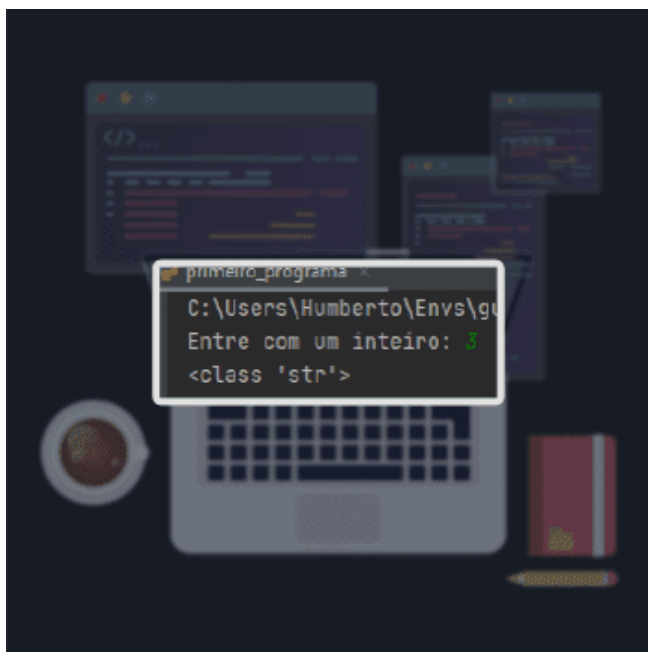 </>...
primeiro_programa ×
C:\Users\Humberto\Envs\gu
Entre com um inteiro: 3
<class 'str'>